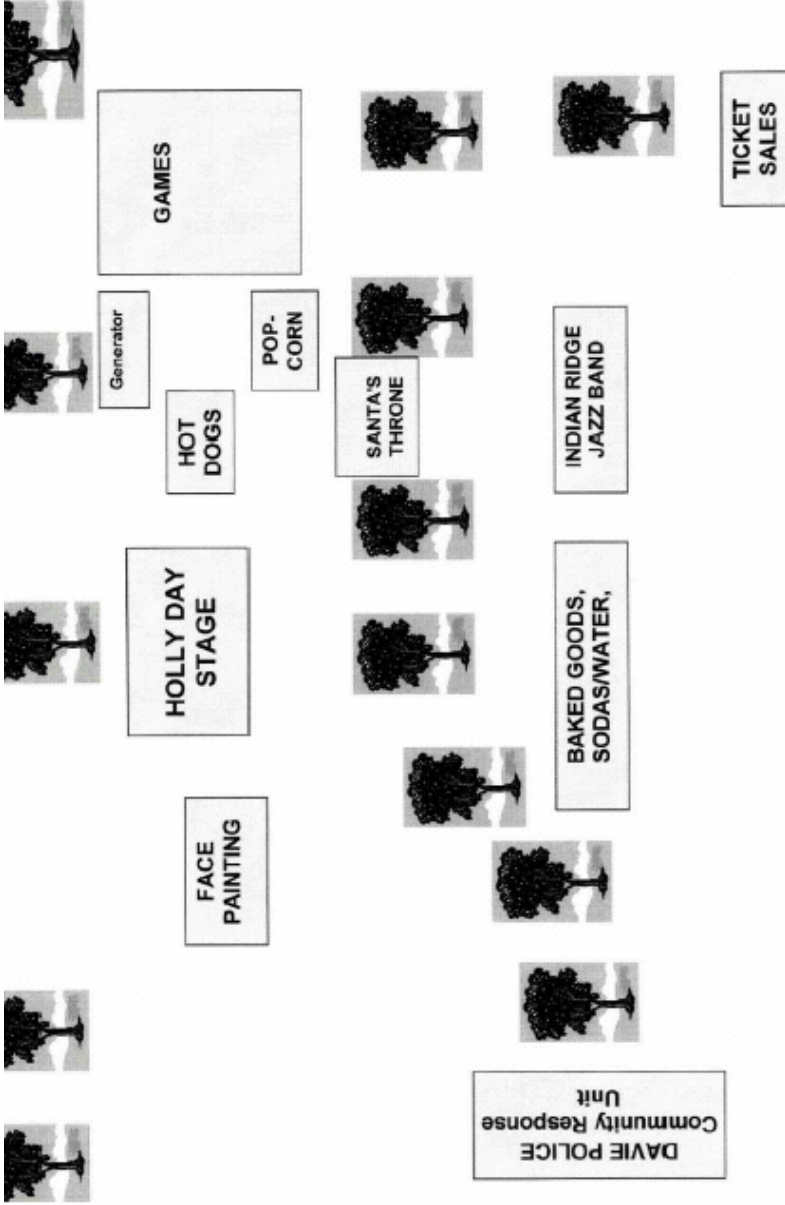 GAMES
TICKET
SALES
Generator
POP-
CORN
HOT
DOGS
SANTA'S
THRONE
INDIAN RIDGE
JAZZ BAND
HOLLY DAY
STAGE
BAKED GOODS,
SODAS/WATER,
FACE
PAINTING
DAVIE POLICE
Community Response
Unit